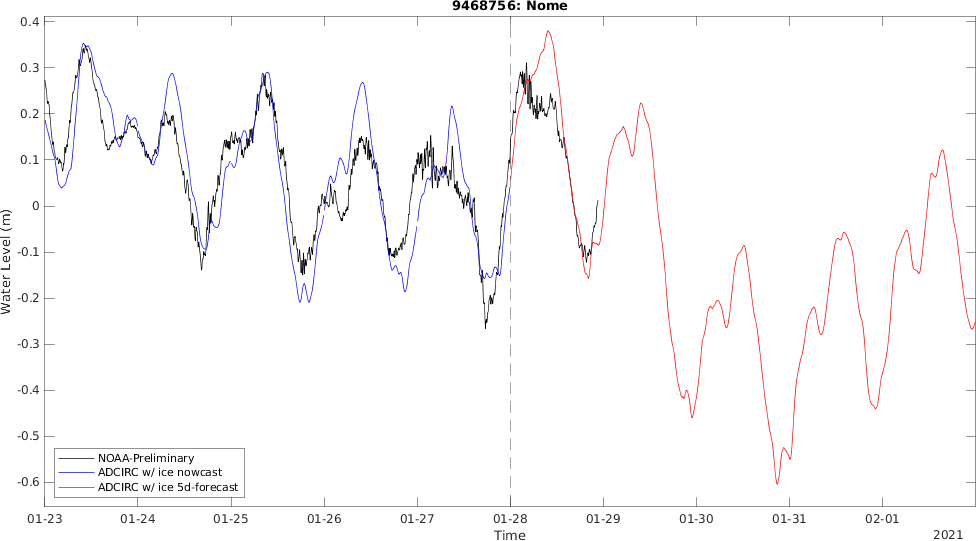 9468756: Nome
0.4
0.3
0.2
0.1
0
-0.1
-0.2
-0.3
-0.4
-0.5
-0.6
Water Level (m)
NOAA-Preliminary
ADCIRC w/ ice nowcast
ADCIRC w/ ice 5d-forecast
01-23 01-24 01-25 01-26 01-27 01-28 01-29 01-30 01-31 02-01
Time
2021